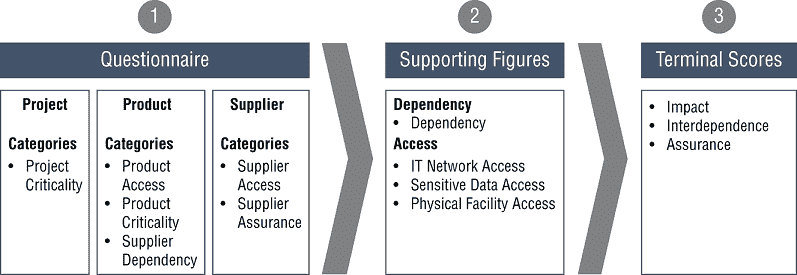 1
2
3
Questionnaire
Supporting Figures
Terminal Scores
Project
Categories
• Project
Criticality
Product
Categories
• Product
Access
• Product
Criticality
• Supplier
Dependency
Supplier
Categories
• Supplier
Access
• Supplier
Assurance
Dependency
• Dependency
Access
• IT Network Access
• Sensitive Data Access
• Physical Facility Access
• Impact
• Interdependence
• Assurance